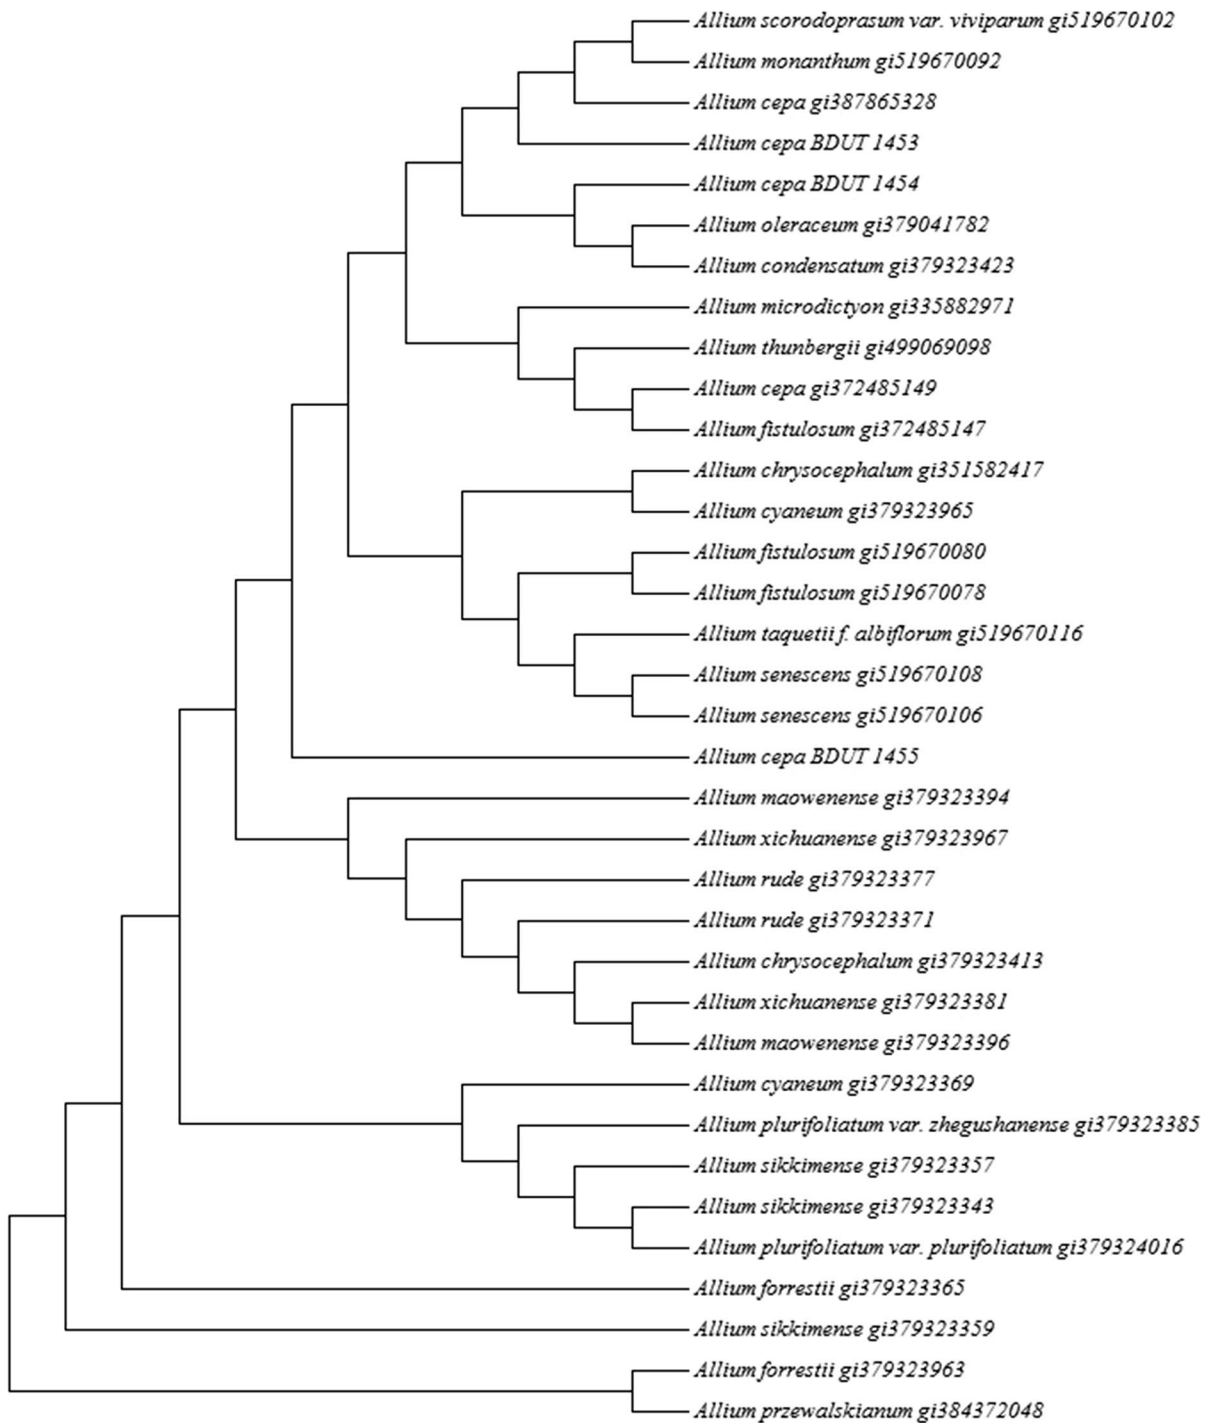 Allium scorodoprasum var. viviparum gi519670102
Allium monanthum gi519670092
Allium cepa gi387865328
Allium cepa BDUT 1453
Allium cepa BDUT 1454
Allium oleraceum gi379041782
Allium condensatum gi379323423
Allium microdictyon gi335882971
Allium thunbergii gi499069098
Allium cepa gi372485149
Allium fistulosum gi372485147
Allium chrysocephalum gi351582417
Allium cyaneum gi379323965
Allium fistulosum gi519670080
Allium fistulosum gi519670078
Allium taquetii f. albiflorum gi519670116
Allium senescens gi519670108
Allium senescens gi519670106
Allium cepa BDUT 1455
Allium maowenense gi379323394
Allium xichuanense gi379323967
Allium rude gi379323377
Allium rude gi379323371
Allium chrysocephalum gi379323413
Allium xichuanense gi379323381
Allium maowenense gi379323396
Allium cyaneum gi379323369
Allium plurifoliatum var. zhegushanense gi379323385
Allium sikkimense gi379323357
Allium sikkimense gi379323343
Allium plurifoliatum var. plurifoliatum gi379324016
Allium forrestii gi379323365
Allium sikkimense gi379323359
Allium forrestii gi379323963
Allium przewalskianum gi384372048